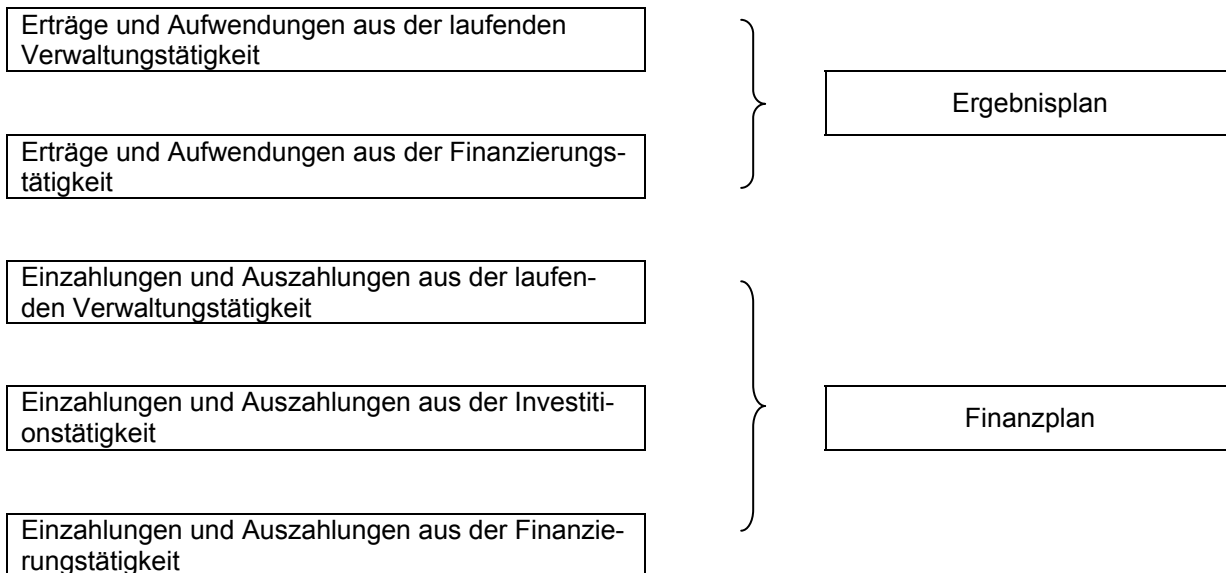 Erträge und Aufwendungen aus der laufenden
Verwaltungstätigkeit
Ergebnisplan
Erträge und Aufwendungen aus der Finanzierungs-
tätigkeit
Einzahlungen und Auszahlungen aus der laufen-
den Verwaltungstätigkeit
Einzahlungen und Auszahlungen aus der Investiti-
onstätigkeit
Finanzplan
Einzahlungen und Auszahlungen aus der Finanzie-
rungstätigkeit